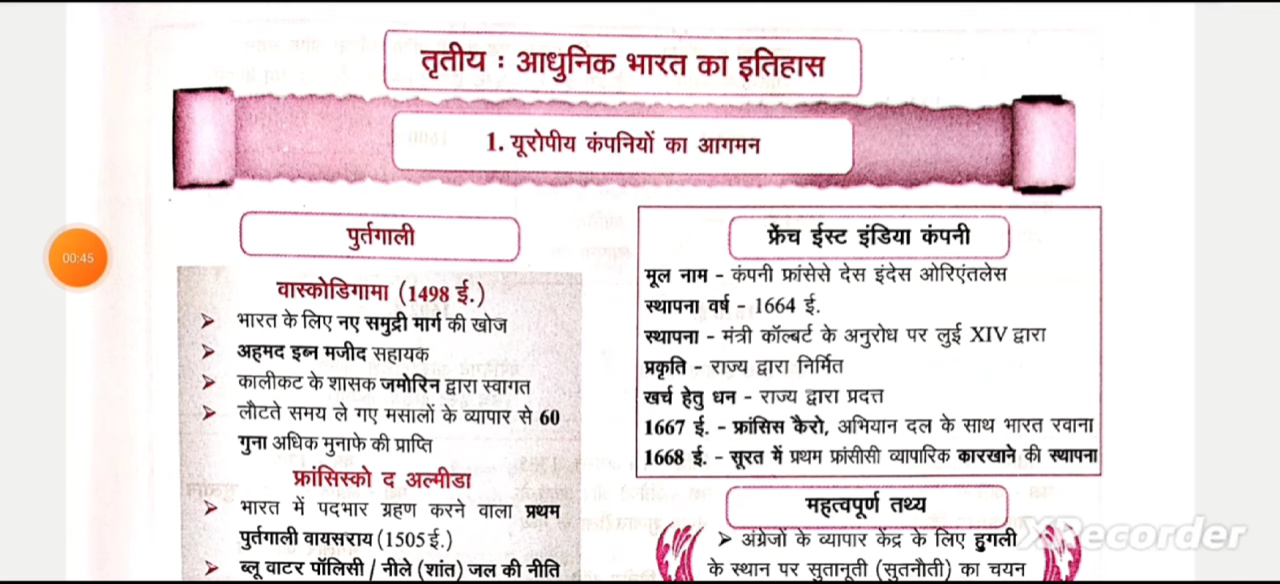 तृतीय : आधुनिक भारत का इतिहास
1. यूरोपीय कंपनियों का आगमन
पुर्तगाली
वास्कोडिगामा (1498 ई.)
➤ भारत के लिए नए समुद्री मार्ग की खोज
➤ अहमद इब्न मजीद सहायक
➤ कालीकट के शासक जमोरिन द्वारा स्वागत
➤ लौटते समय ले गए मसालों के व्यापार से 60
गुना अधिक मुनाफे की प्राप्ति
फ्रांसिस्को द अल्मीडा
➤ भारत में पदभार ग्रहण करने वाला प्रथम
पुर्तगाली वायसराय (1505 ई.)
➤ ब्लू वाटर पॉलिसी / नीले (शांत) जल की नीति
फ्रेंच ईस्ट इंडिया कंपनी
मूल नाम - कंपनी फ्रांसेसे देस इंदेस ओरिएंतलेस
स्थापना वर्ष - 1664 ई.
स्थापना - मंत्री कॉल्बर्ट के अनुरोध पर लुई XIV द्वारा
प्रकृति - राज्य द्वारा निर्मित
खर्च हेतु धन - राज्य द्वारा प्रदत्त
1667 ई. - फ्रांसिस कैरो, अभियान दल के साथ भारत रवाना
1668 ई. - सूरत में प्रथम फ्रांसीसी व्यापारिक कारखाने की स्थापना
महत्वपूर्ण तथ्य
➤ अंग्रेजों के व्यापार केंद्र के लिए हुगली
के स्थान पर सुतानूती (सुतनौती) का चयन
00:45
XRecorder